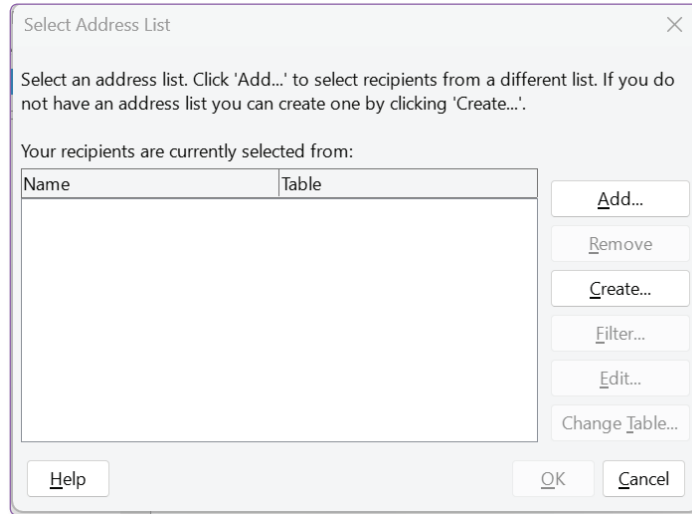 Select Address List
Select an address list. Click 'Add...' to select recipients from a different list. If you do
not have an address list you can create one by clicking 'Create...'.
Your recipients are currently selected from:
Name Table
Add...
Remove
Create...
Filter...
Edit...
Change Table...
Help OK Cancel